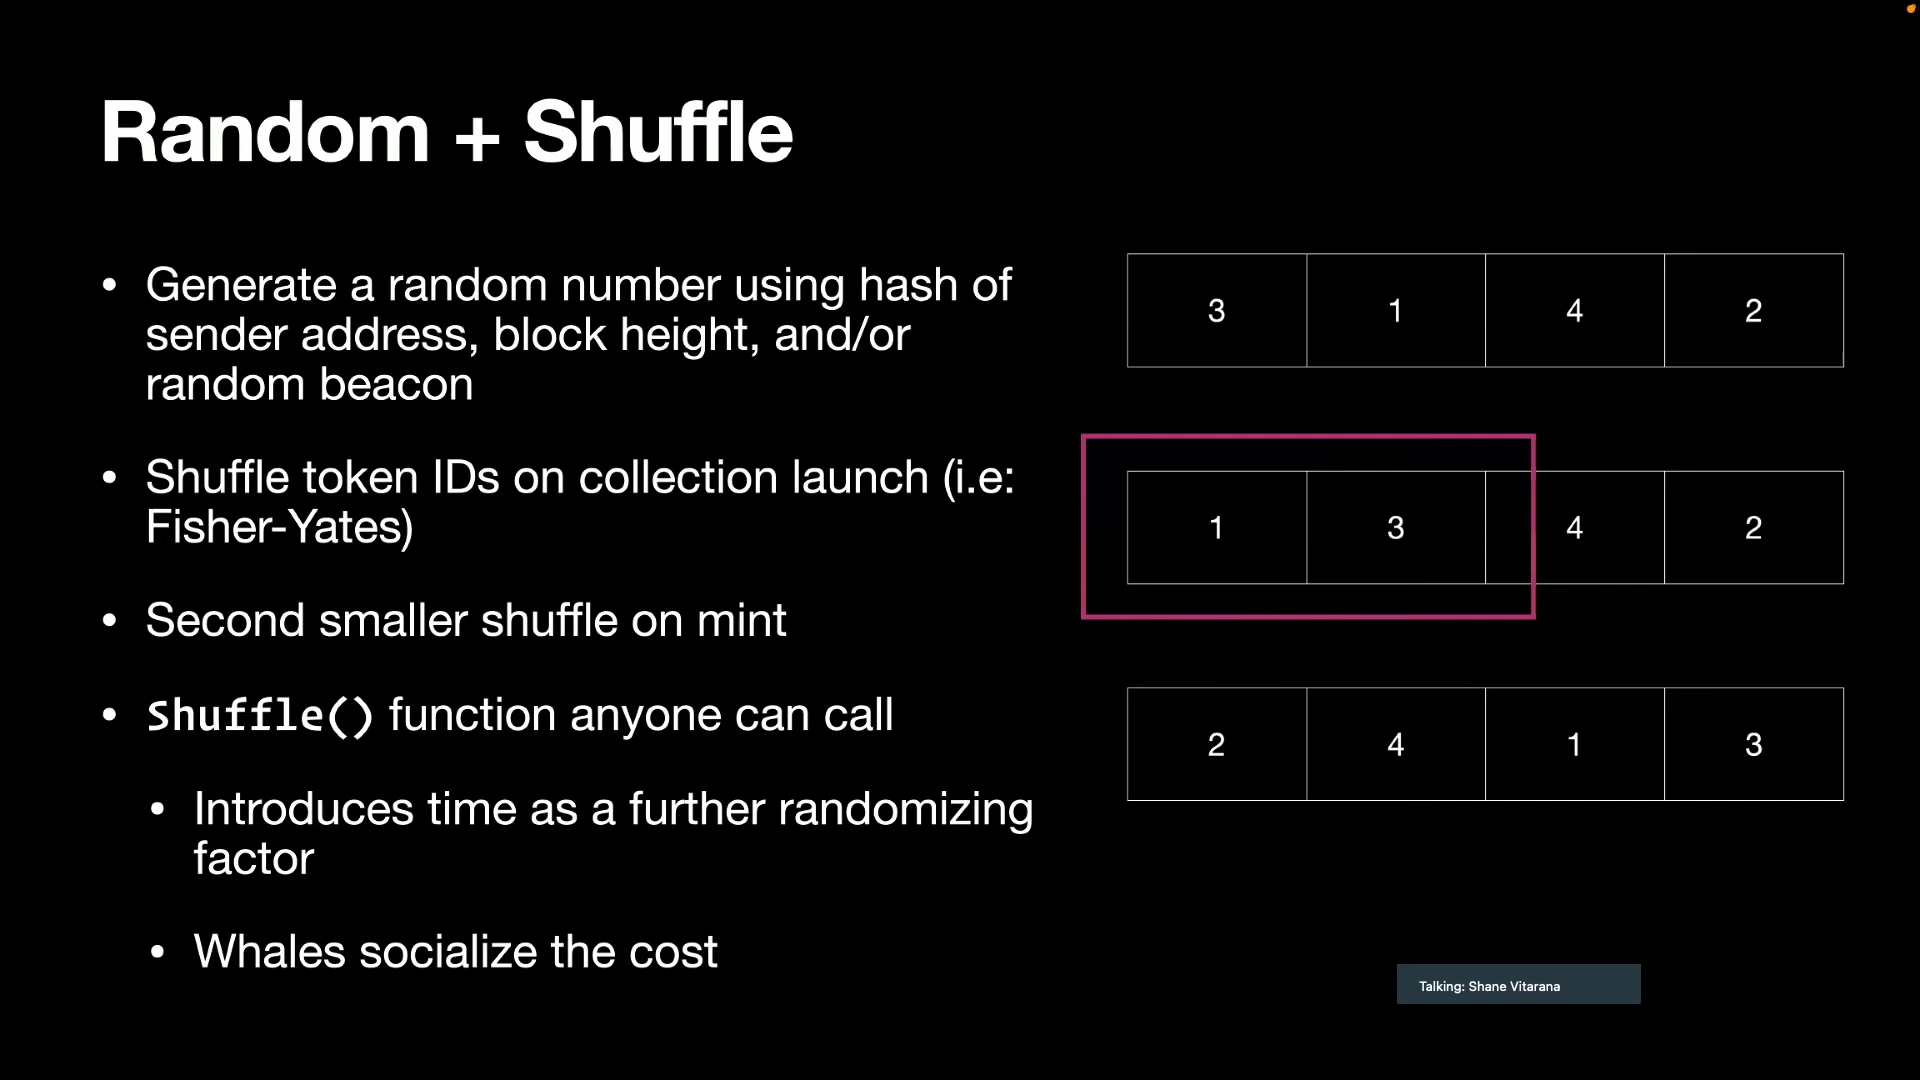 Random + Shuffle
• Generate a random number using hash of
sender address, block height, and/or
random beacon
• Shuffle token IDs on collection launch (i.e:
Fisher-Yates)
• Second smaller shuffle on mint
• Shuffle() function anyone can call
• Introduces time as a further randomizing
factor
• Whales socialize the cost
3 1 4 2
1 3 4 2
2 4 1 3
Talking: Shane Vitarana